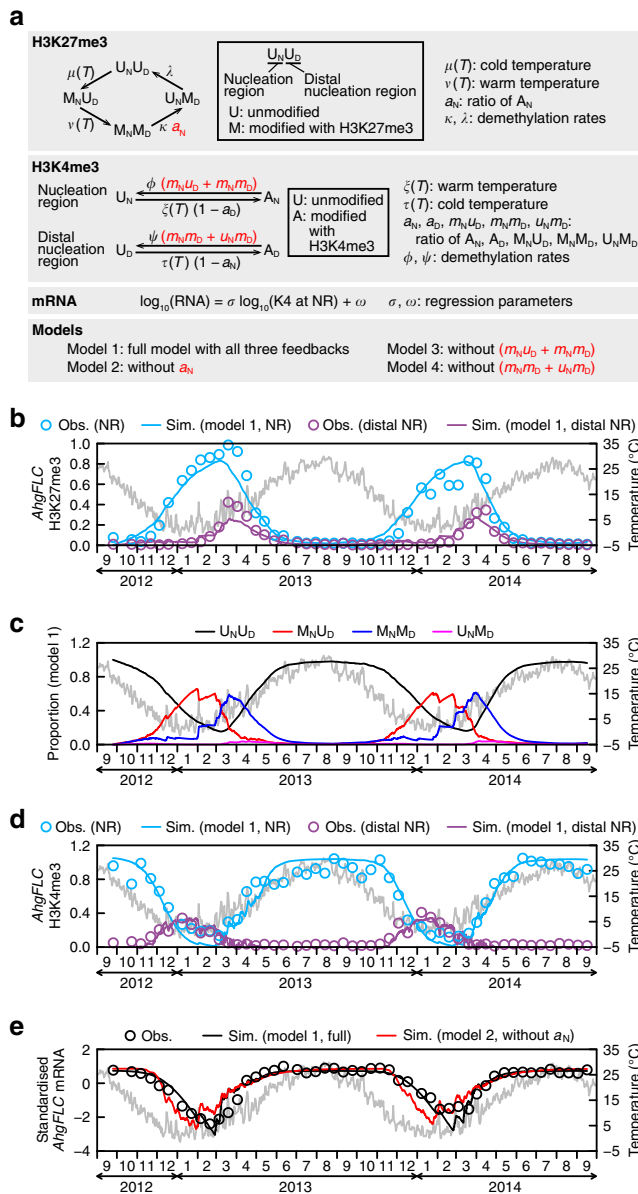 a
H3K27me3
μ(T) UNUD λ
MNUD UNMD
ν(T) MNMD κ aN
UNUD
Nucleation region Distal nucleation region
U: unmodified
M: modified with H3K27me3
μ(T): cold temperature
ν(T): warm temperature
aN: ratio of AN
κ, λ: demethylation rates
H3K4me3
Nucleation region UN ϕ (mNuD + mNmD) AN
ξ(T) (1 − aD)
Distal nucleation region UD ψ (mNmD + uNmD) AD
τ(T) (1 − aN)
U: unmodified
A: modified
with
H3K4me3
ξ(T): warm temperature
τ(T): cold temperature
aN, aD, mNuD, mNmD, uNmD:
ratio of AN, AD, MNUD, MNMD, UNMD
ϕ, ψ: demethylation rates
mRNA log10(RNA) = σ log10(K4 at NR) + ω σ, ω: regression parameters
Models
Model 1: full model with all three feedbacks Model 3: without (mNuD + mNmD)
Model 2: without aN Model 4: without (mNmD + uNmD)
b
Obs. (NR) Sim. (model 1, NR) Obs. (distal NR) Sim. (model 1, distal NR)
AhgFLC
H3K27me3
1.0
0.8
0.6
0.4
0.2
0.0
35
25
15
5
−5
Temperature (°C)
9 10 11 12 1 2 3 4 5 6 7 8 9 10 11 12 1 2 3 4 5 6 7 8 9
2012 2013 2014
c
UNUD MNUD MNMD UNMD
Proportion (model 1)
1.2
0.8
0.4
0.0
35
25
15
5
−5
Temperature (°C)
9 10 11 12 1 2 3 4 5 6 7 8 9 10 11 12 1 2 3 4 5 6 7 8 9
2012 2013 2014
d
Obs. (NR) Sim. (model 1, NR) Obs. (distal NR) Sim. (model 1, distal NR)
AhgFLC
H3K4me3
1.2
0.8
0.4
0.0
35
25
15
5
−5
Temperature (°C)
9 10 11 12 1 2 3 4 5 6 7 8 9 10 11 12 1 2 3 4 5 6 7 8 9
2012 2013 2014
e
Obs. Sim. (model 1, full) Sim. (model 2, without aN)
Standardised
AhgFLC mRNA
2
0
−2
−4
35
25
15
5
−5
Temperature (°C)
9 10 11 12 1 2 3 4 5 6 7 8 9 10 11 12 1 2 3 4 5 6 7 8 9
2012 2013 2014